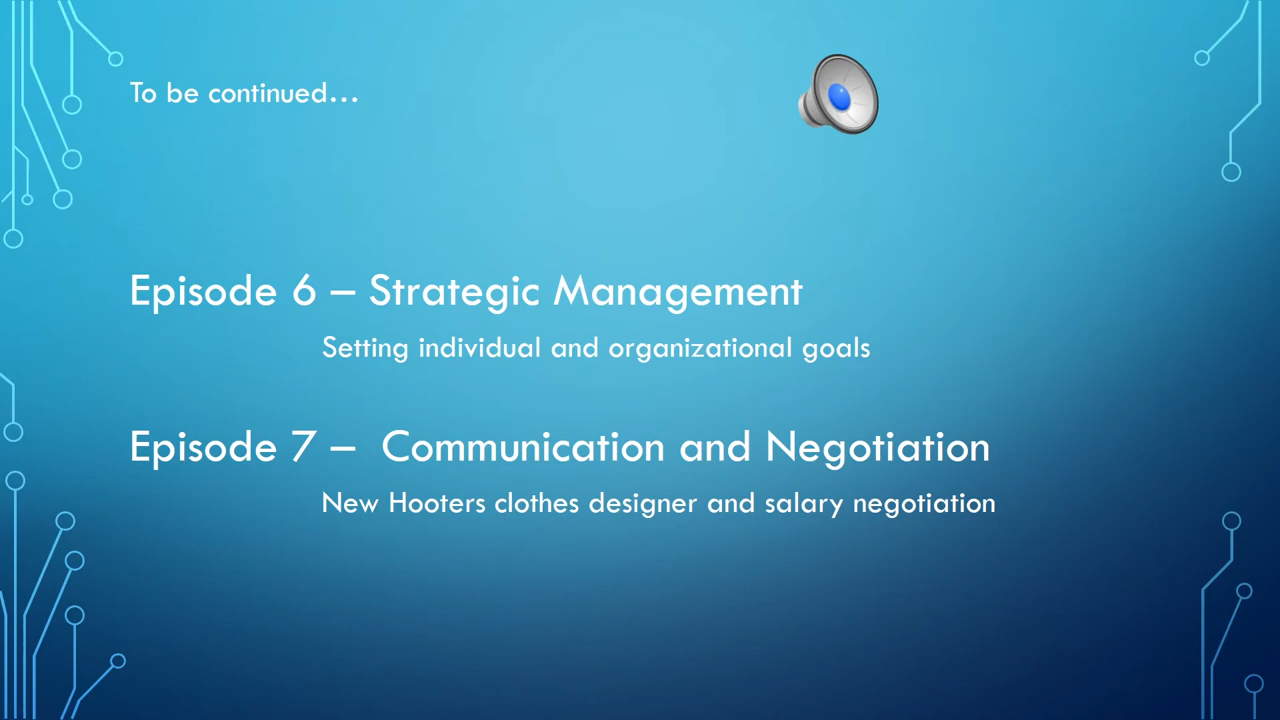 To be continued…
Episode 6 – Strategic Management
Setting individual and organizational goals
Episode 7 – Communication and Negotiation
New Hooters clothes designer and salary negotiation